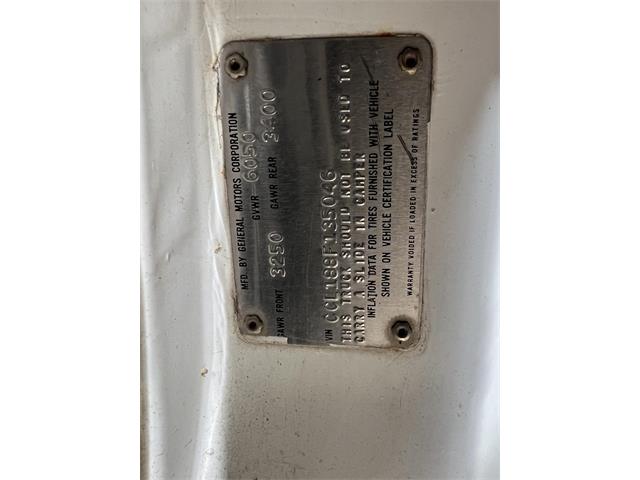 MFD. BY GENERAL MOTORS CORPORATION
GVWR 6050
GAWR FRONT 3250 GAWR REAR 3400
VIN CCL188F135046
THIS TRUCK SHOULD NOT BE USED TO
CARRY A SLIDE IN CAMPER
INFLATION DATA FOR TIRES FURNISHED WITH VEHICLE
SHOWN ON VEHICLE CERTIFICATION LABEL
WARRANTY VOIDED IF LOADED IN EXCESS OF RATINGS